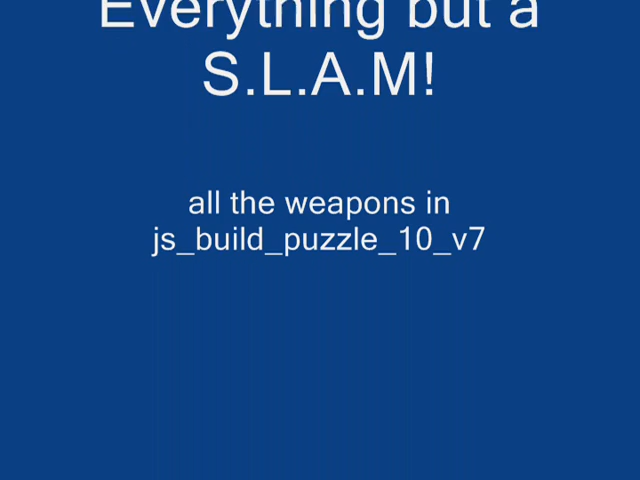 Everything but a
S.L.A.M!
all the weapons in
js_build_puzzle_10_v7